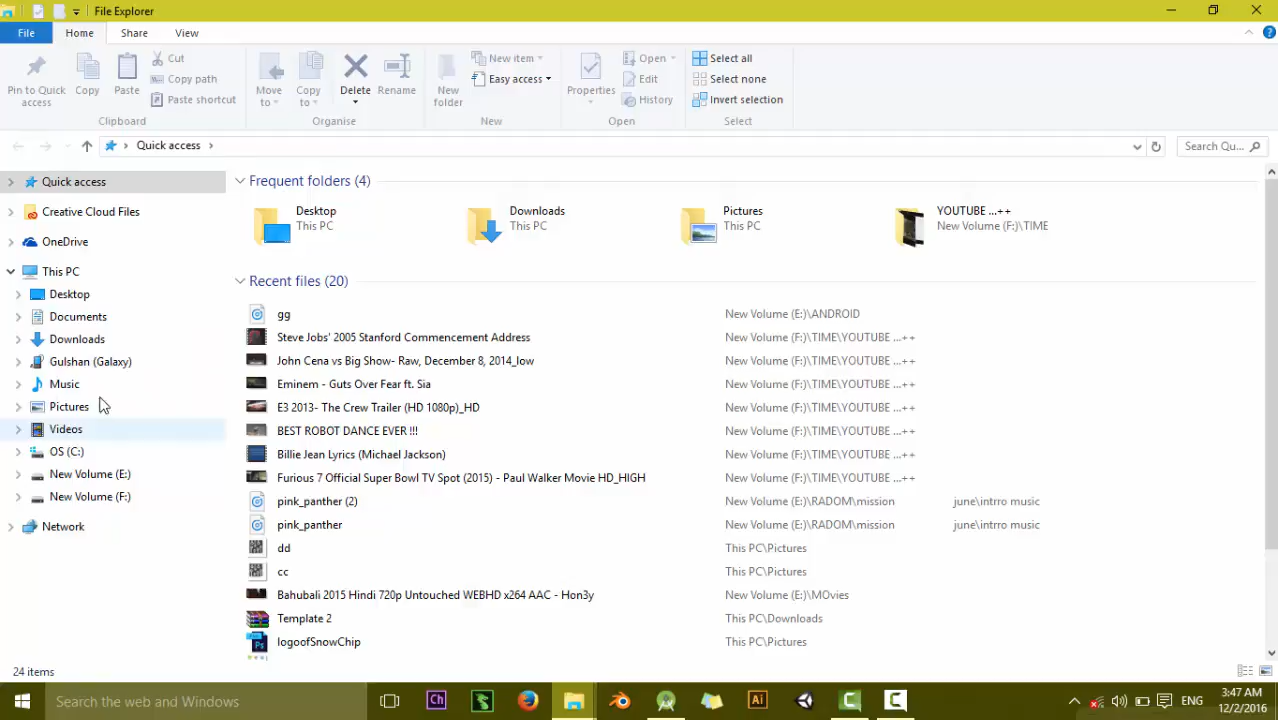 File Explorer
File Home Share View
Pin to Quick access
Copy
Paste
Cut
Copy path
Paste shortcut
Clipboard
Move to
Copy to
Delete
Rename
Organise
New folder
New item
Easy access
New
Properties
Open
Edit
History
Open
Select all
Select none
Invert selection
Select
Quick access
Search Qu...
Quick access
Creative Cloud Files
OneDrive
This PC
Desktop
Documents
Downloads
Gulshan (Galaxy)
Music
Pictures
Videos
OS (C:)
New Volume (E:)
New Volume (F:)
Network
Frequent folders (4)
Desktop
This PC
Downloads
This PC
Pictures
This PC
YOUTUBE ...++
New Volume (F:)\TIME
Recent files (20)
gg New Volume (E:)\ANDROID
Steve Jobs' 2005 Stanford Commencement Address New Volume (F:)\TIME\YOUTUBE ...++
John Cena vs Big Show- Raw, December 8, 2014_low New Volume (F:)\TIME\YOUTUBE ...++
Eminem - Guts Over Fear ft. Sia New Volume (F:)\TIME\YOUTUBE ...++
E3 2013- The Crew Trailer (HD 1080p)_HD New Volume (F:)\TIME\YOUTUBE ...++
BEST ROBOT DANCE EVER !!! New Volume (F:)\TIME\YOUTUBE ...++
Billie Jean Lyrics (Michael Jackson) New Volume (F:)\TIME\YOUTUBE ...++
Furious 7 Official Super Bowl TV Spot (2015) - Paul Walker Movie HD_HIGH New Volume (F:)\TIME\YOUTUBE ...++
pink_panther (2) New Volume (E:)\RADOM\mission june\intrro music
pink_panther New Volume (E:)\RADOM\mission june\intrro music
dd This PC\Pictures
cc This PC\Pictures
Bahubali 2015 Hindi 720p Untouched WEBHD x264 AAC - Hon3y New Volume (E:)\MOvies
Template 2 This PC\Downloads
logoofSnowChip This PC\Pictures
24 items
Search the web and Windows
Ch
Ai
ENG
3:47 AM
12/2/2016